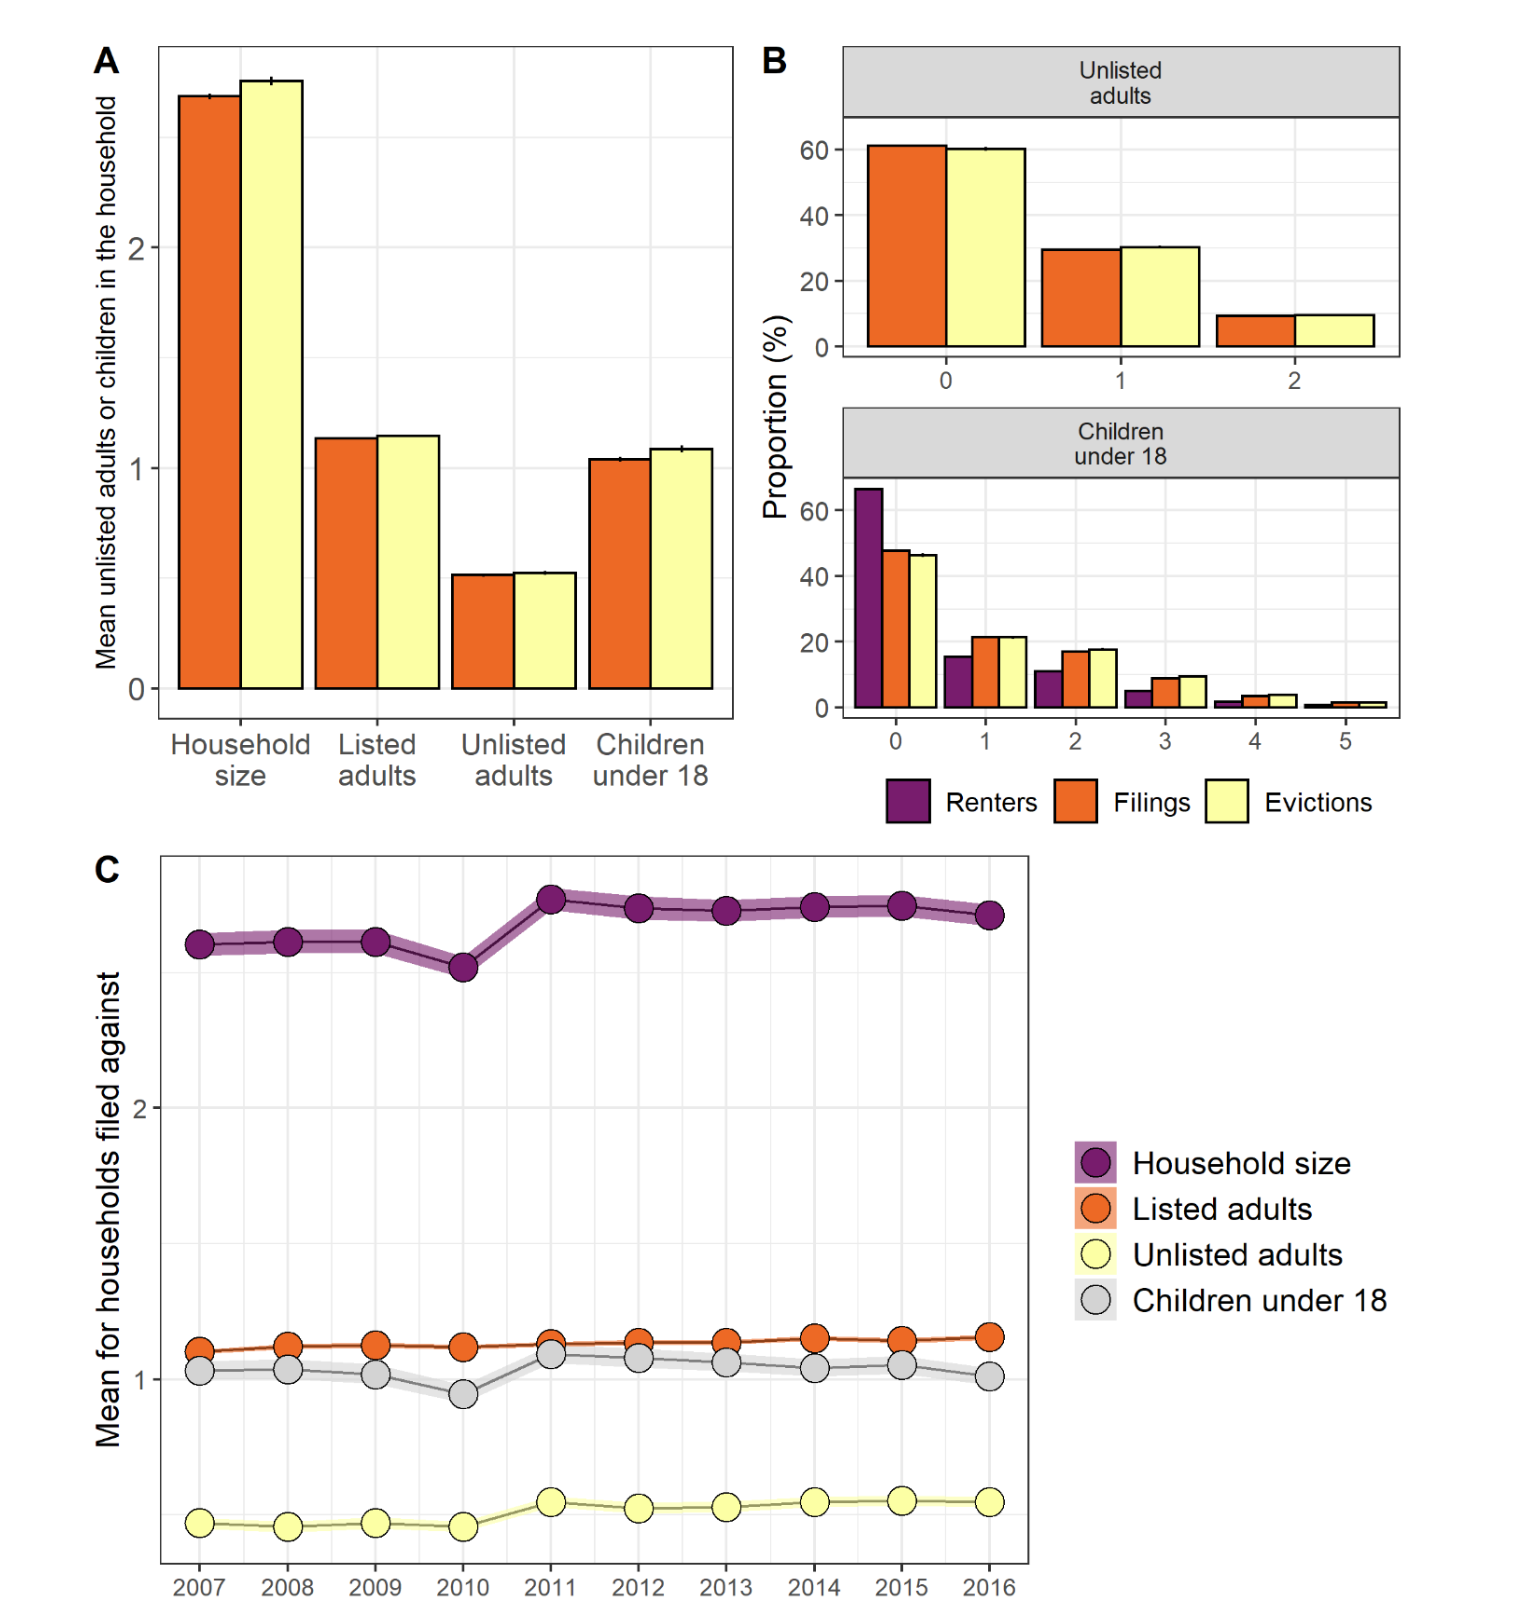 A
Mean unlisted adults or children in the household
2
1
0
Household
size
Listed
adults
Unlisted
adults
Children
under 18
B
Proportion (%)
Unlisted
adults
60
40
20
0
0 1 2
Children
under 18
60
40
20
0
0 1 2 3 4 5
Renters Filings Evictions
C
Mean for households filed against
2
1
2007 2008 2009 2010 2011 2012 2013 2014 2015 2016
Household size
Listed adults
Unlisted adults
Children under 18